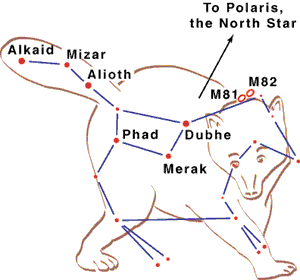 To Polaris,
the North Star
Alkaid
Mizar
Alioth
M82
M81
Phad
Dubhe
Merak